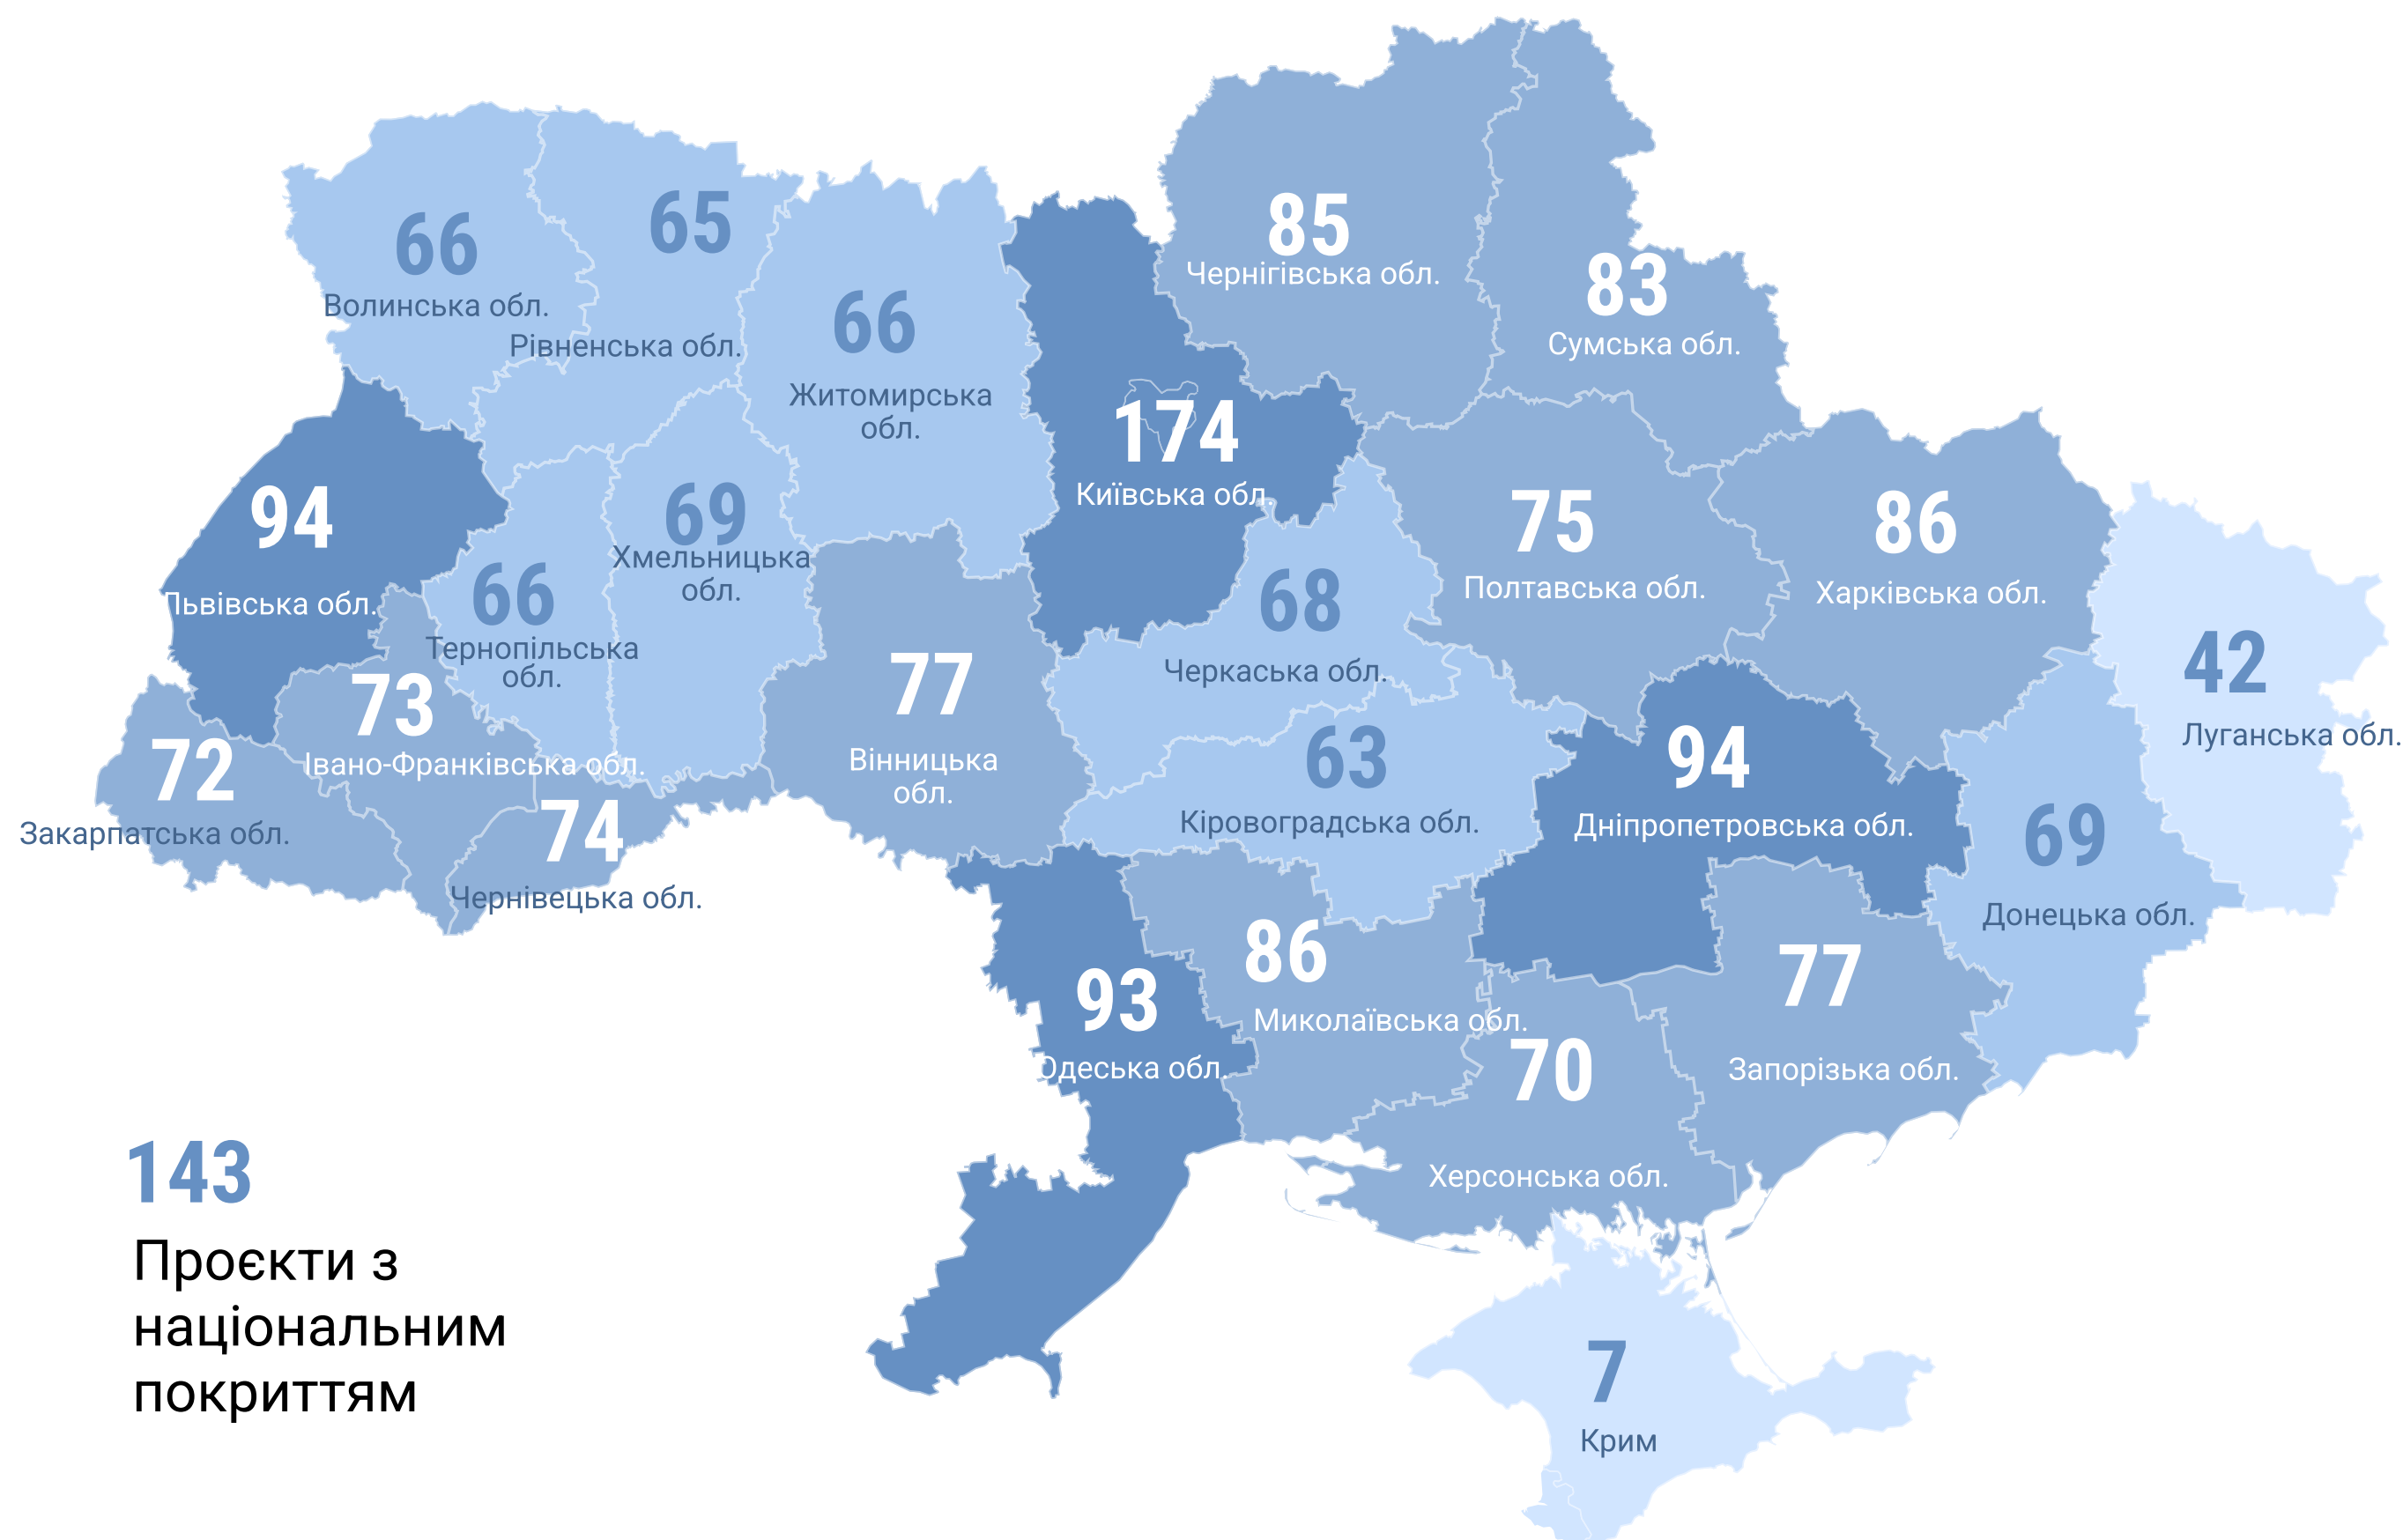 85
Чернігівська обл.
83
Сумська обл.
65
Рівненська обл.
66
Волинська обл.
66
Житомирська
обл.
174
Київська обл.
94
Львівська обл.
69
Хмельницька
обл.
75
Полтавська обл.
86
Харківська обл.
66
Тернопільська
обл.
68
Черкаська обл.
42
Луганська обл.
73
Івано-Франківська обл.
77
Вінницька
обл.
72
Закарпатська обл.
63
Кіровоградська обл.
94
Дніпропетровська обл.
74
Чернівецька обл.
69
Донецька обл.
86
Миколаївська обл.
77
Запорізька обл.
93
Одеська обл.
70
Херсонська обл.
143
Проєкти з
національним
покриттям
7
Крим